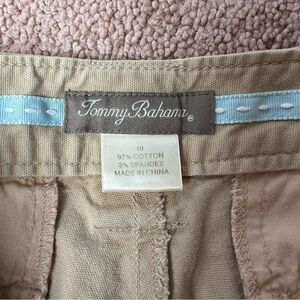 Tommy Bahama®
10
97% COTTON
3% SPANDEX
MADE IN CHINA